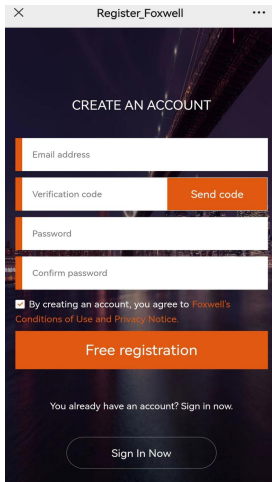 Register_Foxwell
CREATE AN ACCOUNT
Email address
Verification code
Send code
Password
Confirm password
By creating an account, you agree to Foxwell's
Conditions of Use and Privacy Notice.
Free registration
You already have an account? Sign in now.
Sign In Now